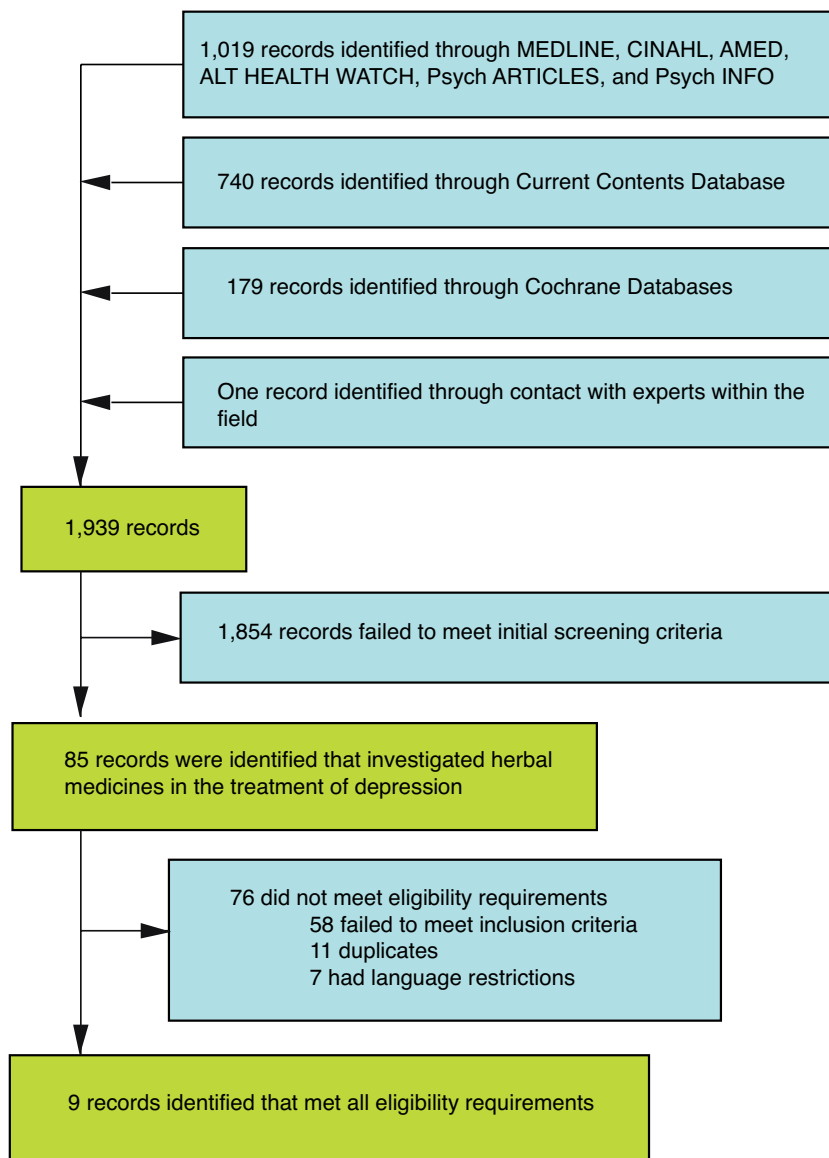 1,019 records identified through MEDLINE, CINAHL, AMED,
ALT HEALTH WATCH, Psych ARTICLES, and Psych INFO
740 records identified through Current Contents Database
179 records identified through Cochrane Databases
One record identified through contact with experts within the
field
1,939 records
1,854 records failed to meet initial screening criteria
85 records were identified that investigated herbal
medicines in the treatment of depression
76 did not meet eligibility requirements
58 failed to meet inclusion criteria
11 duplicates
7 had language restrictions
9 records identified that met all eligibility requirements